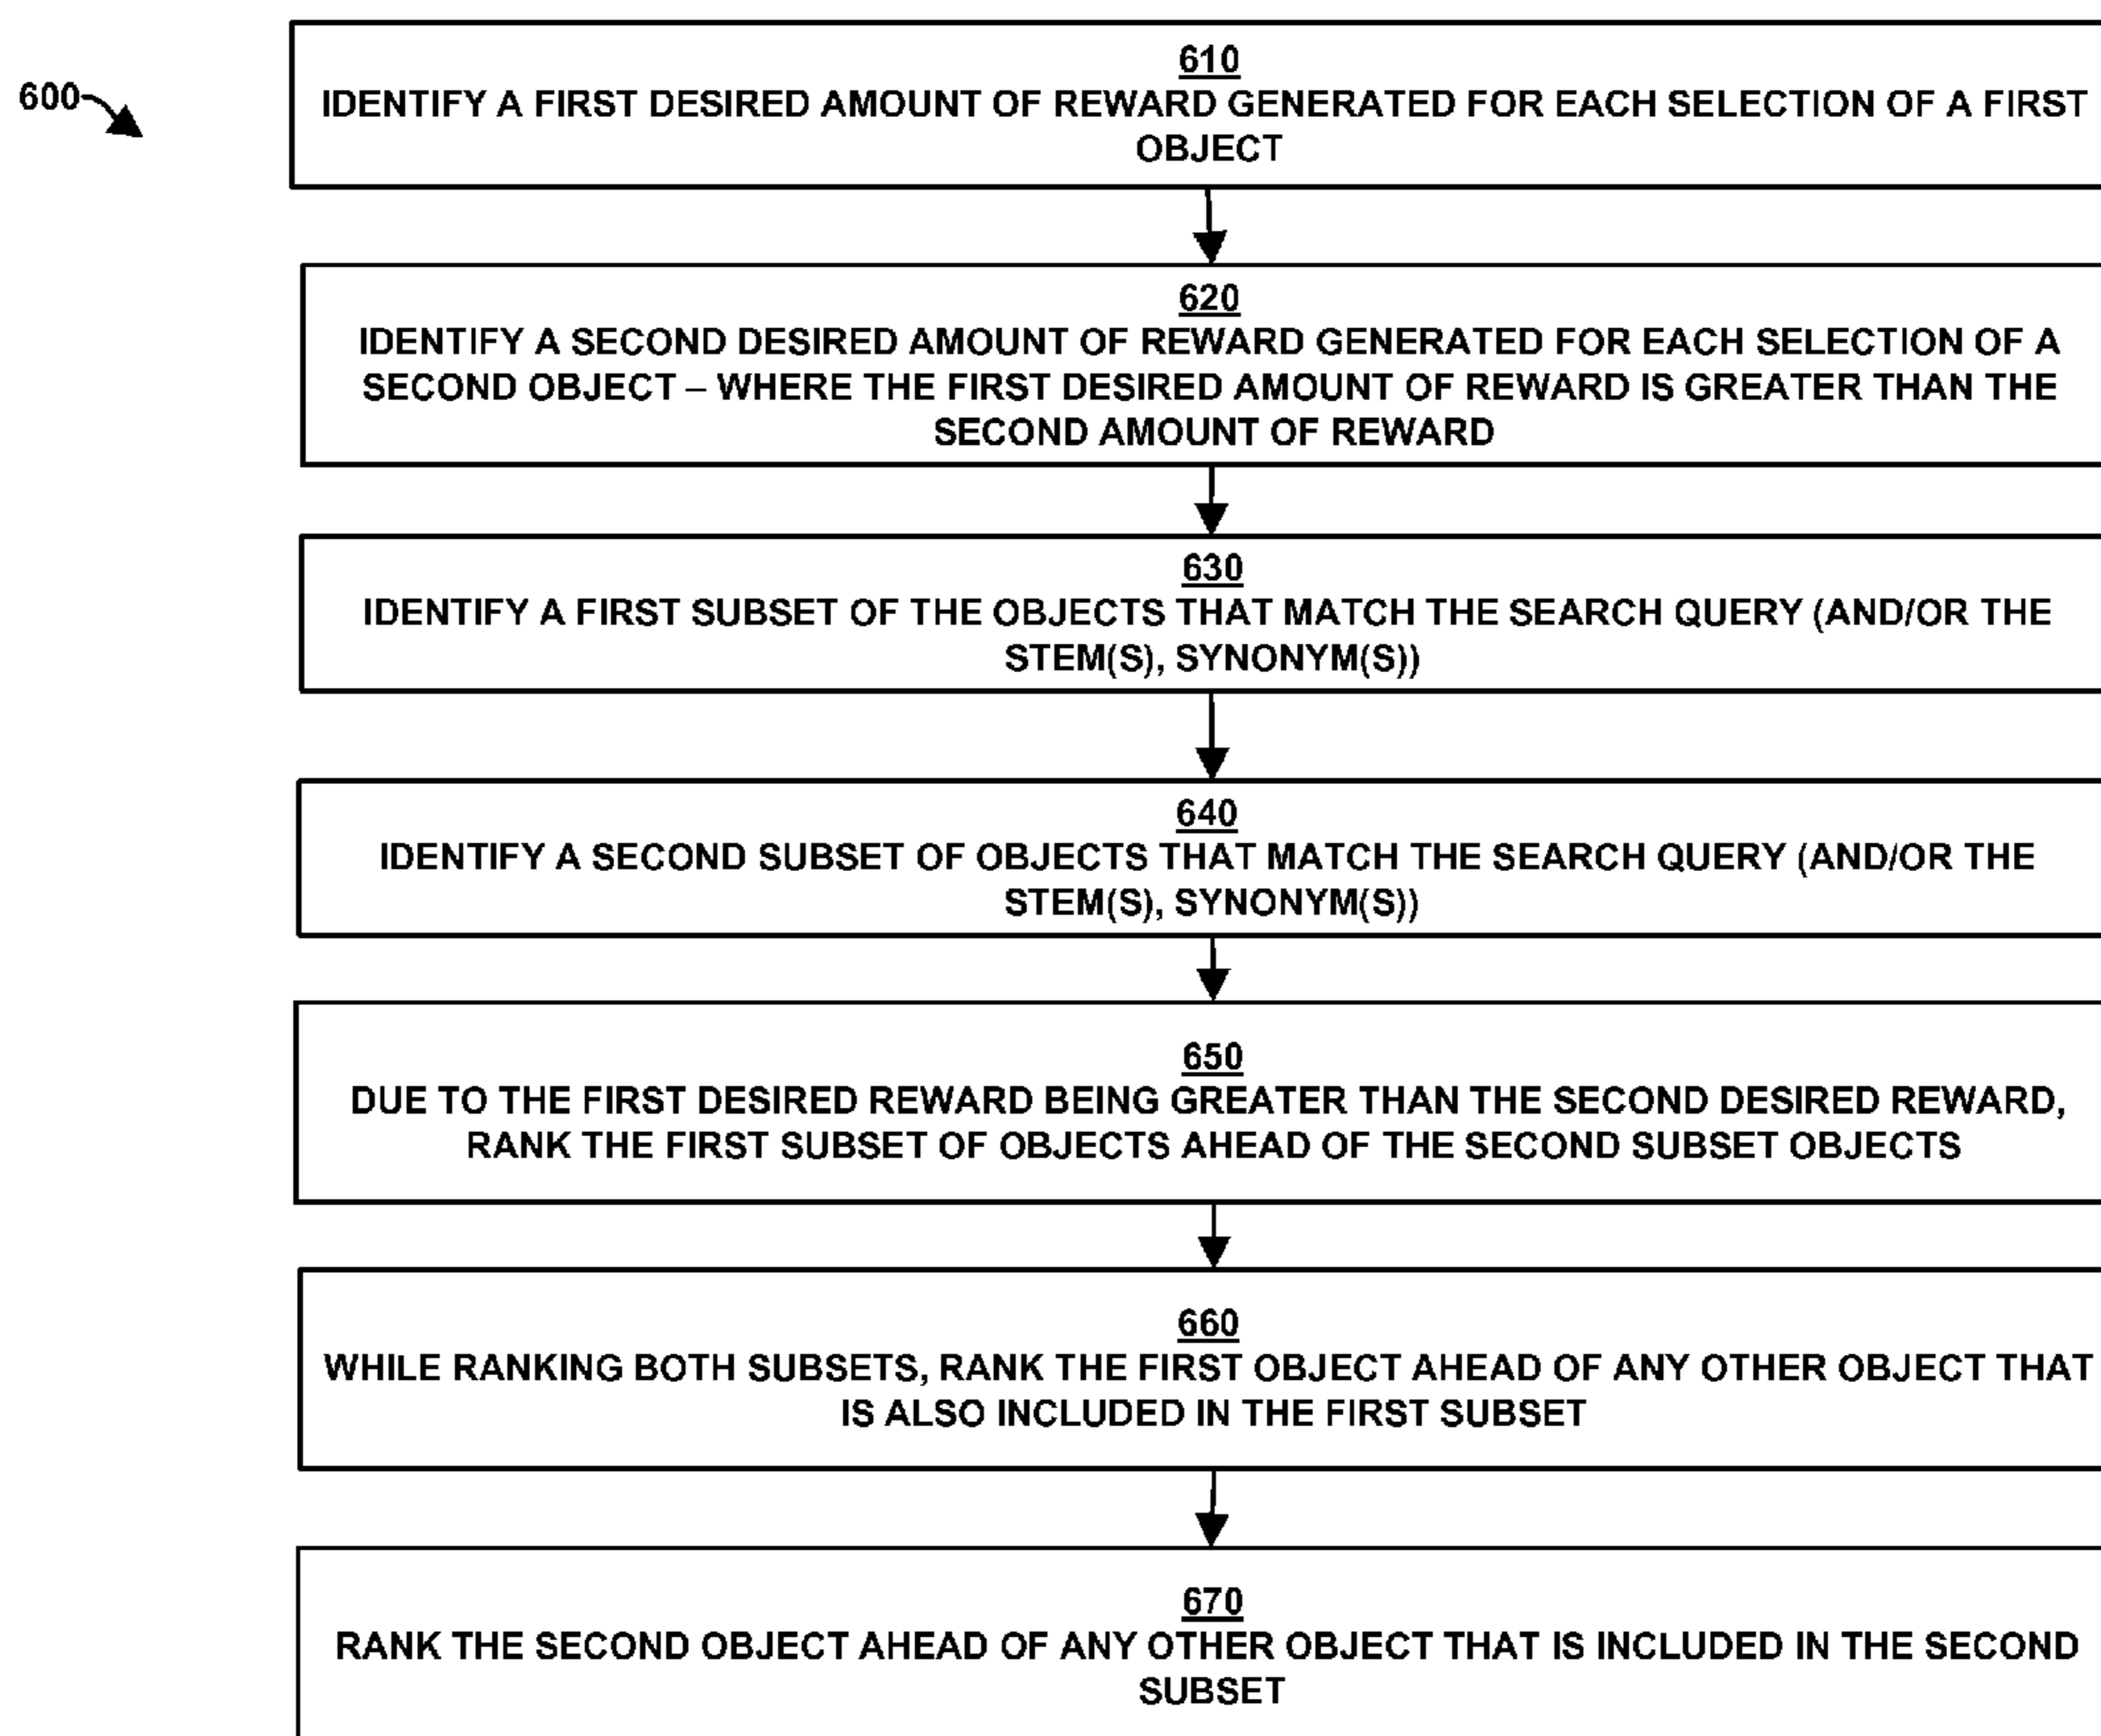 600
610
IDENTIFY A FIRST DESIRED AMOUNT OF REWARD GENERATED FOR EACH SELECTION OF A FIRST
OBJECT
620
IDENTIFY A SECOND DESIRED AMOUNT OF REWARD GENERATED FOR EACH SELECTION OF A
SECOND OBJECT – WHERE THE FIRST DESIRED AMOUNT OF REWARD IS GREATER THAN THE
SECOND AMOUNT OF REWARD
630
IDENTIFY A FIRST SUBSET OF THE OBJECTS THAT MATCH THE SEARCH QUERY (AND/OR THE
STEM(S), SYNONYM(S))
640
IDENTIFY A SECOND SUBSET OF OBJECTS THAT MATCH THE SEARCH QUERY (AND/OR THE
STEM(S), SYNONYM(S))
650
DUE TO THE FIRST DESIRED REWARD BEING GREATER THAN THE SECOND DESIRED REWARD,
RANK THE FIRST SUBSET OF OBJECTS AHEAD OF THE SECOND SUBSET OBJECTS
660
WHILE RANKING BOTH SUBSETS, RANK THE FIRST OBJECT AHEAD OF ANY OTHER OBJECT THAT
IS ALSO INCLUDED IN THE FIRST SUBSET
670
RANK THE SECOND OBJECT AHEAD OF ANY OTHER OBJECT THAT IS INCLUDED IN THE SECOND
SUBSET